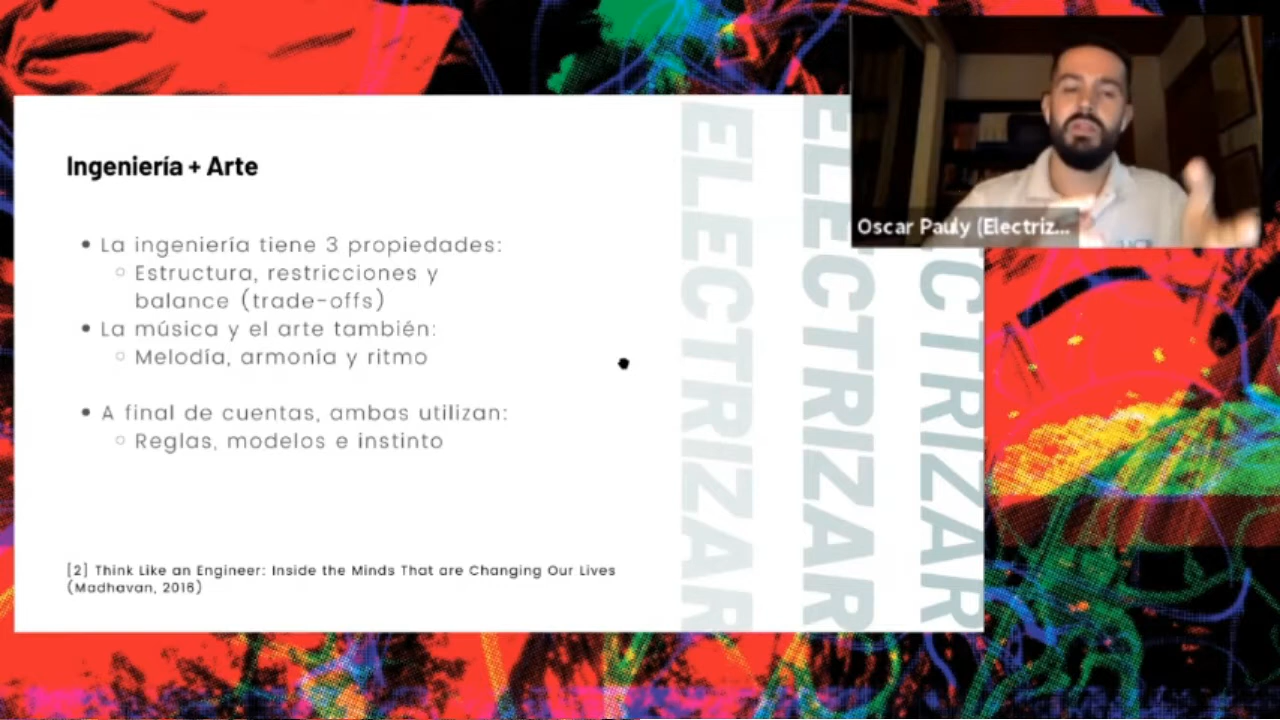 Ingeniería + Arte
La ingeniería tiene 3 propiedades:
Estructura, restricciones y
balance (trade-offs)
La música y el arte también:
Melodía, armonía y ritmo
A final de cuentas, ambas utilizan:
Reglas, modelos e instinto
[2] Think Like an Engineer: Inside the Minds That are Changing Our Lives
(Madhavan, 2016)
ELECTRIZAR
ELECTRIZAR
CTRIZAR
Oscar Pauly (Electriz...